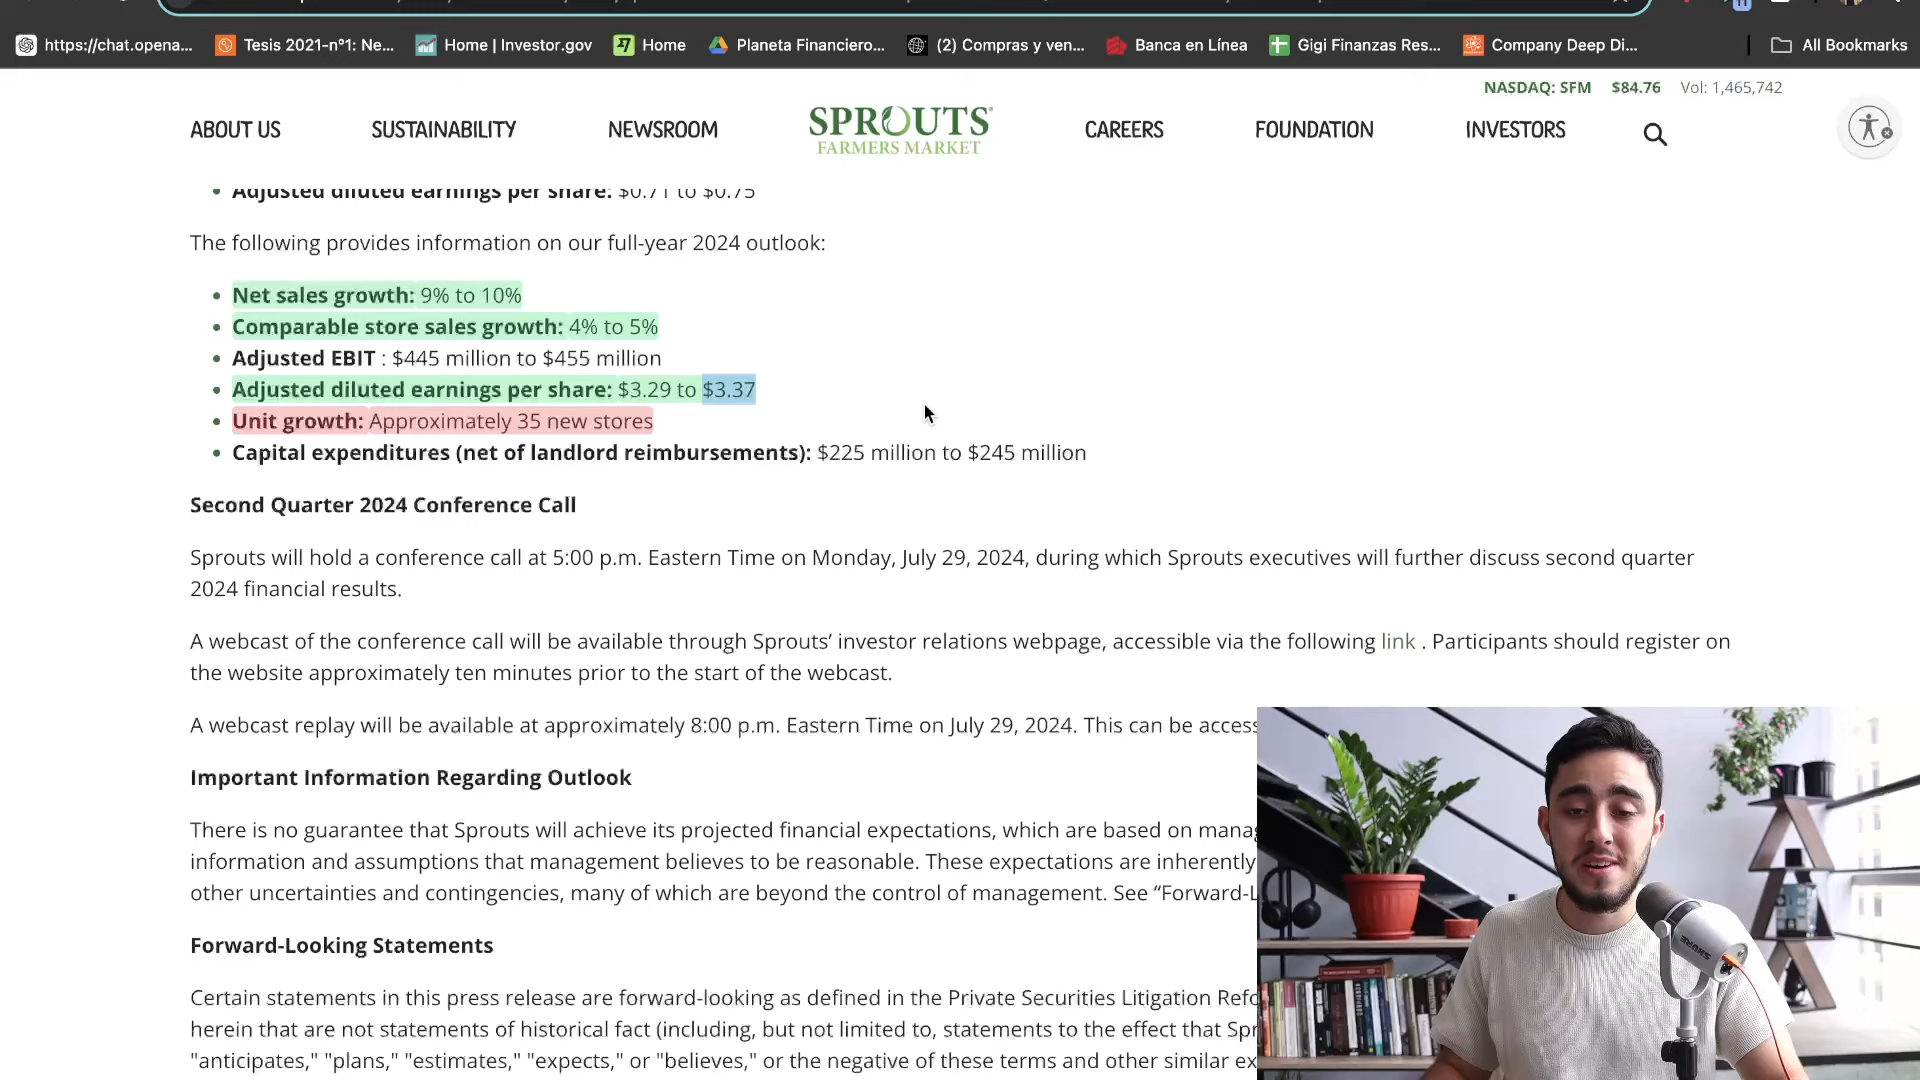 https://chat.opena... Tesis 2021-n°1: Ne... Home | Investor.gov Home Planeta Financiero... (2) Compras y ven... Banca en Línea Gigi Finanzas Res... Company Deep Di... All Bookmarks
NASDAQ: SFM $84.76 Vol: 1,465,742
ABOUT US SUSTAINABILITY NEWSROOM SPROUTS FARMERS MARKET CAREERS FOUNDATION INVESTORS
Adjusted diluted earnings per share: $0.71 to $0.75
The following provides information on our full-year 2024 outlook:
Net sales growth: 9% to 10%
Comparable store sales growth: 4% to 5%
Adjusted EBIT : $445 million to $455 million
Adjusted diluted earnings per share: $3.29 to $3.37
Unit growth: Approximately 35 new stores
Capital expenditures (net of landlord reimbursements): $225 million to $245 million
Second Quarter 2024 Conference Call
Sprouts will hold a conference call at 5:00 p.m. Eastern Time on Monday, July 29, 2024, during which Sprouts executives will further discuss second quarter
2024 financial results.
A webcast of the conference call will be available through Sprouts’ investor relations webpage, accessible via the following link . Participants should register on
the website approximately ten minutes prior to the start of the webcast.
A webcast replay will be available at approximately 8:00 p.m. Eastern Time on July 29, 2024. This can be access
Important Information Regarding Outlook
There is no guarantee that Sprouts will achieve its projected financial expectations, which are based on manag
information and assumptions that management believes to be reasonable. These expectations are inherently
other uncertainties and contingencies, many of which are beyond the control of management. See “Forward-L
Forward-Looking Statements
Certain statements in this press release are forward-looking as defined in the Private Securities Litigation Refo
herein that are not statements of historical fact (including, but not limited to, statements to the effect that Spr
"anticipates," "plans," "estimates," "expects," or "believes," or the negative of these terms and other similar ex
SHURE